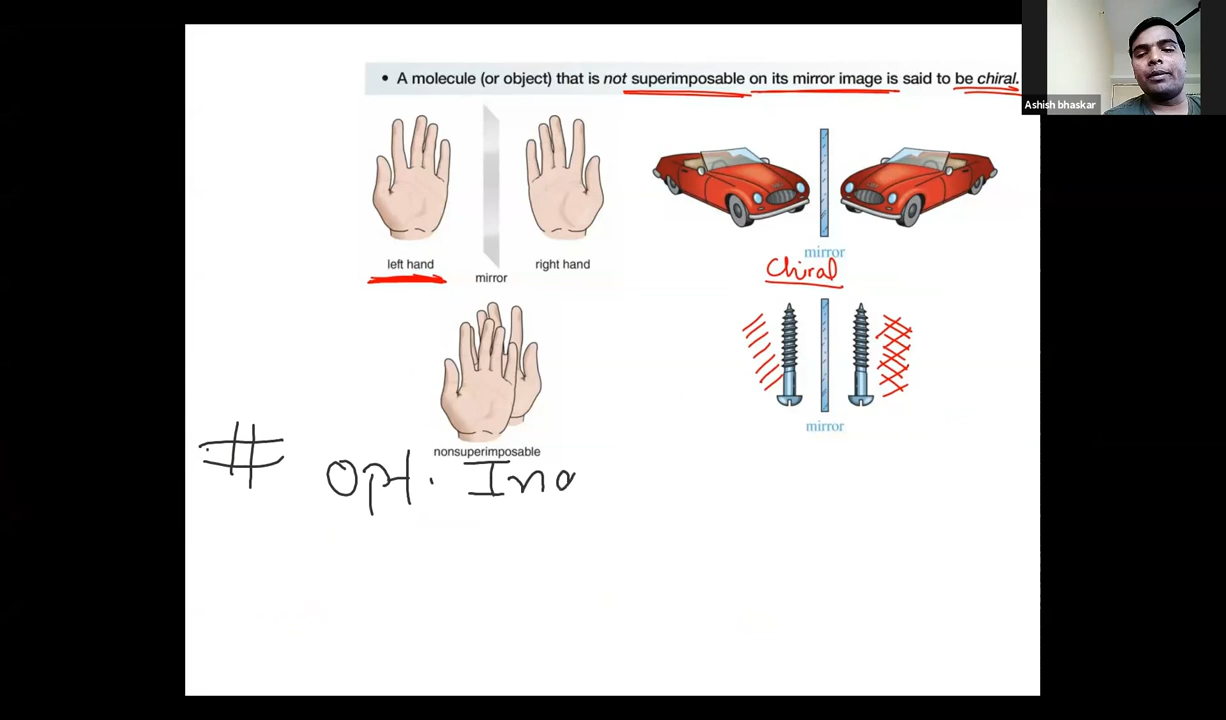 • A molecule (or object) that is not superimposable on its mirror image is said to be chiral.
Ashish bhaskar
left hand
mirror
right hand
mirror
Chiral
nonsuperimposable
mirror
# Opt. Ina